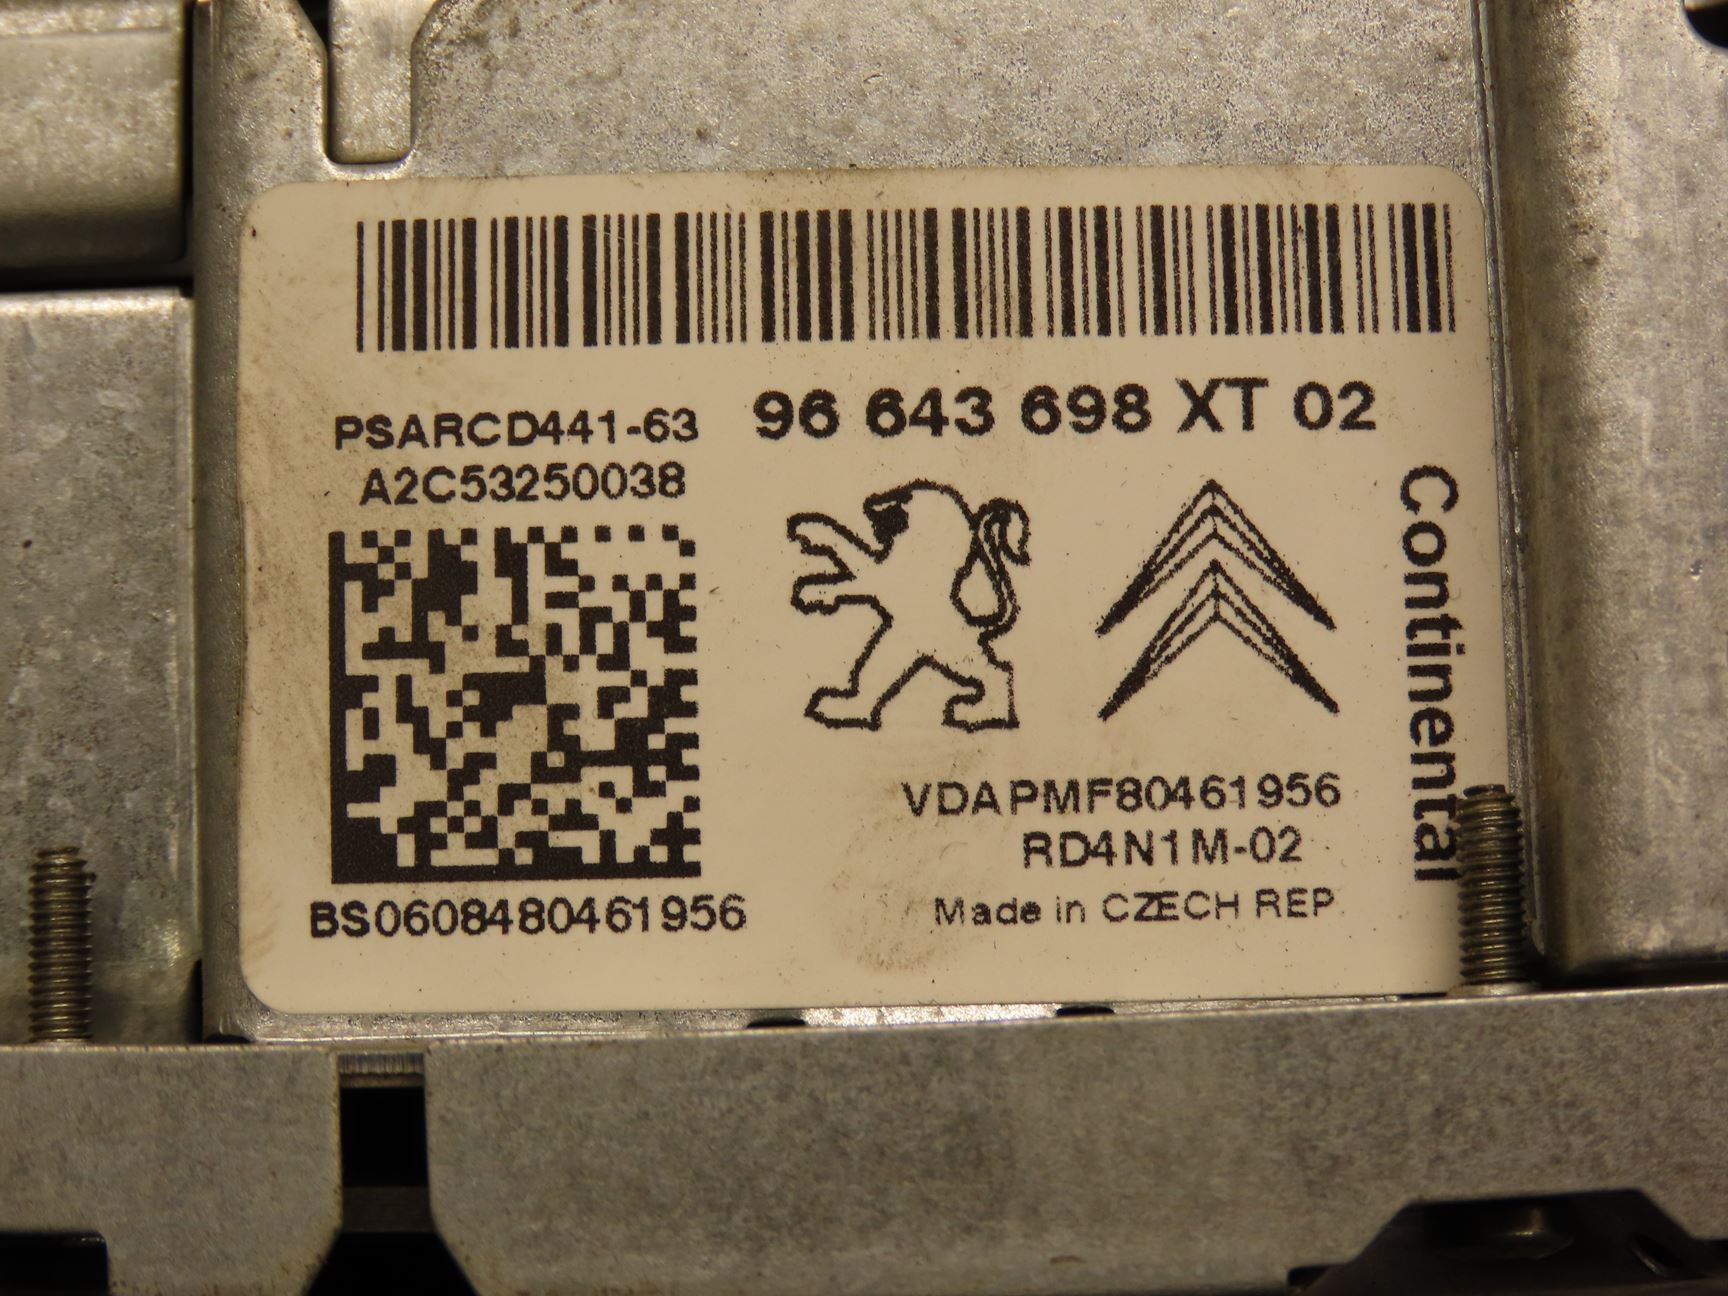 96 643 698 XT 02
PSARCD441-63
A2C53250038
Continental
VDAPMF80461956
RD4N1M-02
Made in CZECH REP
BS0608480461956